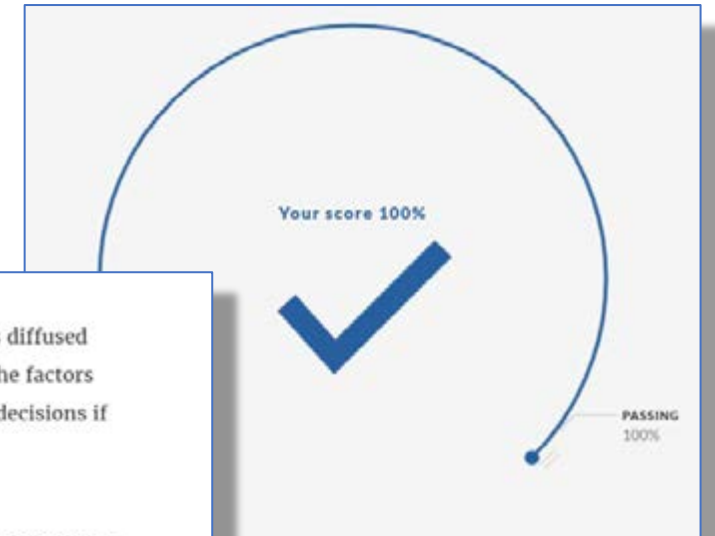 Your score 100%
diffused
he factors
decisions if
PASSING
100%